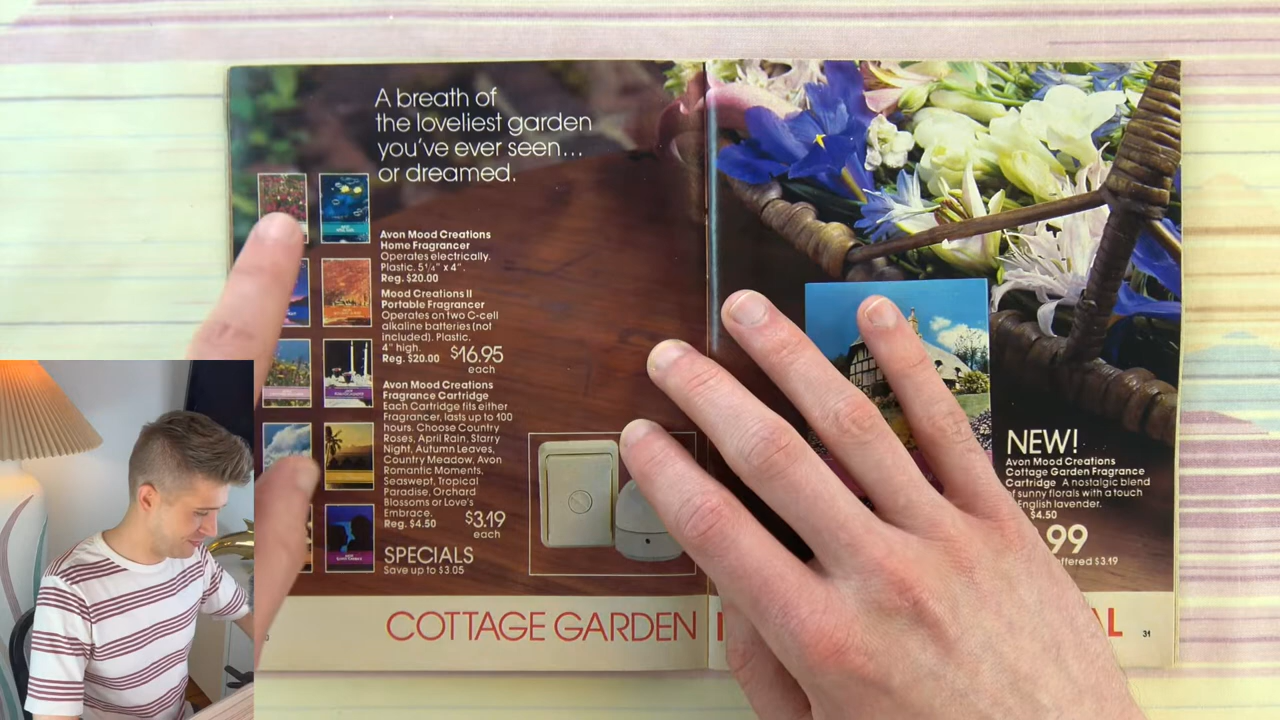 A breath of
the loveliest garden
you've ever seen...
or dreamed.
Avon Mood Creations
Home Fragrancer
Operates electrically.
Plastic. 5¼" x 4".
Reg. $20.00
Mood Creations II
Portable Fragrancer
Operates on two C-cell
alkaline batteries (not
included). Plastic.
4" high.
Reg. $20.00 $16.95
each
Avon Mood Creations
Fragrance Cartridge
Each Cartridge fits either
Fragrancer, lasts up to 100
hours. Choose Country
Roses, April Rain, Starry
Night, Autumn Leaves,
Country Meadow, Avon
Romantic Moments,
Seaswept, Tropical
Paradise, Orchard
Blossoms or Love's
Embrace.
Reg. $4.50 $3.19
each
SPECIALS
Save up to $3.05
COTTAGE GARDEN
NEW!
Avon Mood Creations
Cottage Garden Fragrance
Cartridge A nostalgic blend
of sunny florals with a touch
English lavender.
$4.50
99
$3.19
AL
31